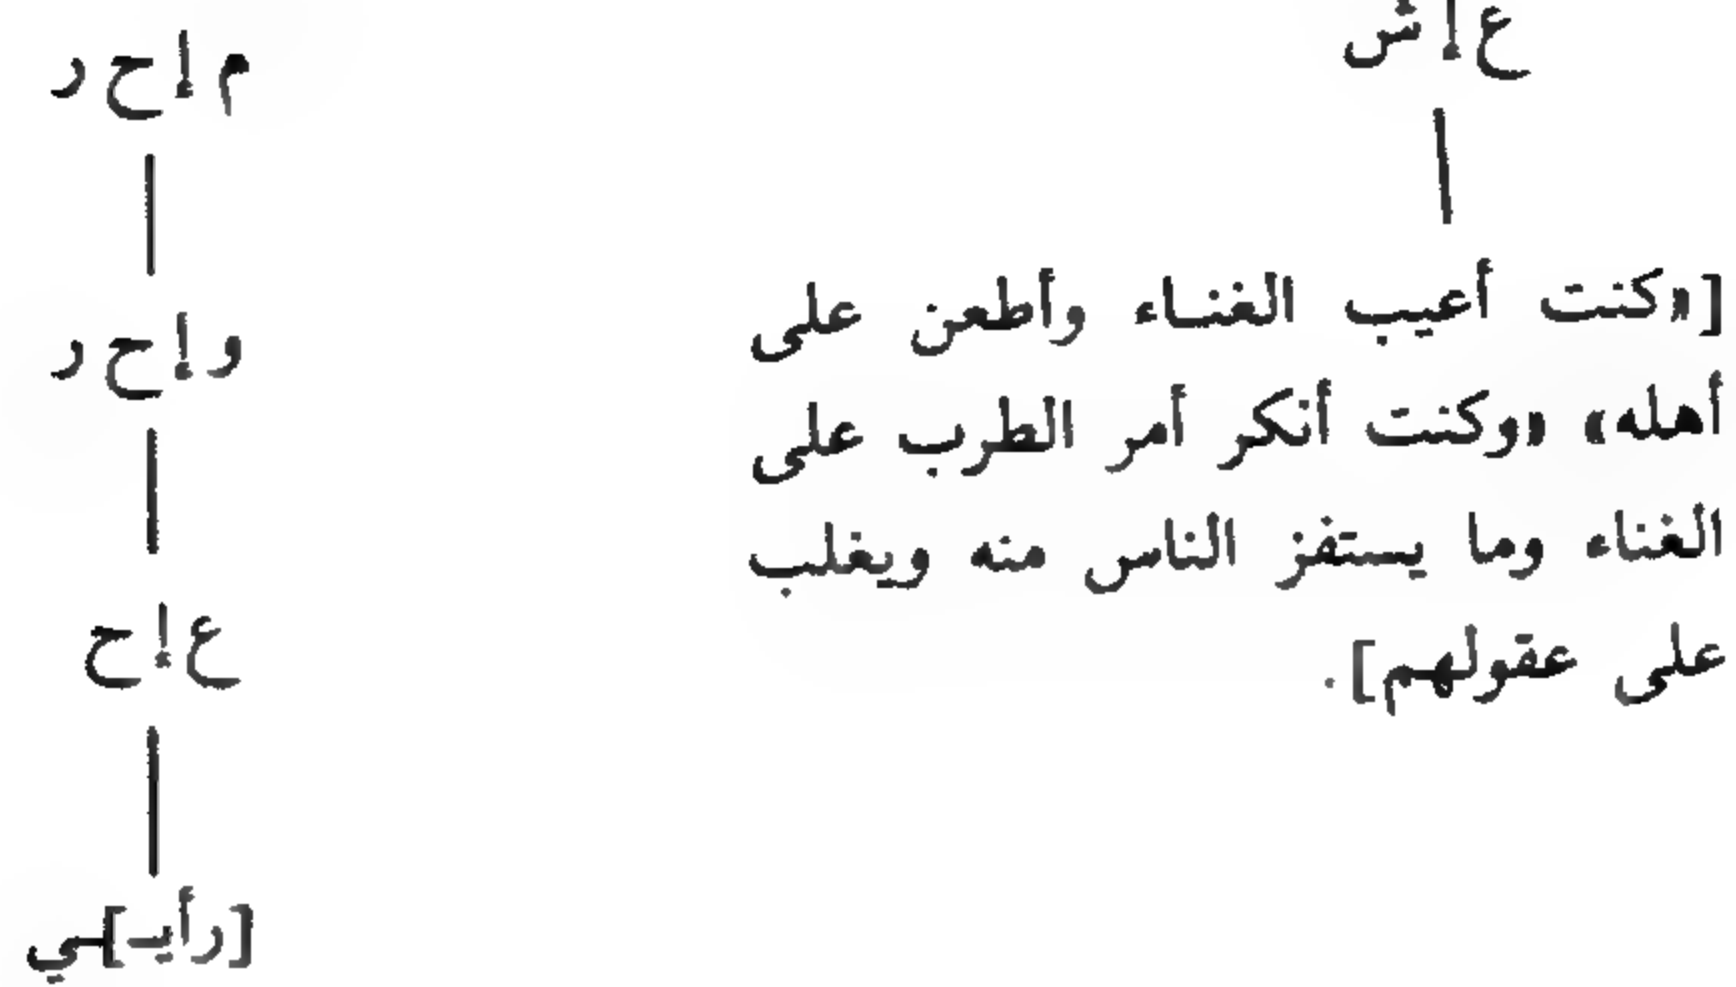 ع إ ش
[«كنت أعيب الغناء وأطعن على
أهله» «وكنت أنكر أمر الطرب على
الغناء وما يستفز الناس منه ويغلب
على عقولهم].
م إ ح ر
و إ ح ر
ع إ ح
[رأيـ]ـي